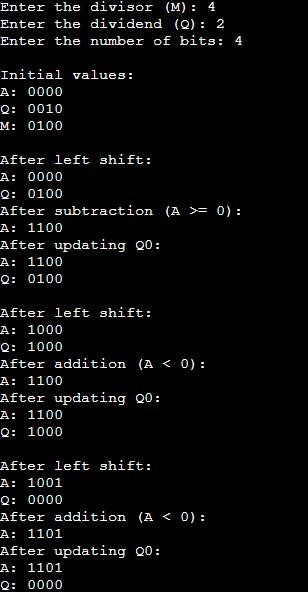 Enter the divisor (M): 4
Enter the dividend (Q): 2
Enter the number of bits: 4
Initial values:
A: 0000
Q: 0010
M: 0100
After left shift:
A: 0000
Q: 0100
After subtraction (A >= 0):
A: 1100
After updating Q0:
A: 1100
Q: 0100
After left shift:
A: 1000
Q: 1000
After addition (A < 0):
A: 1100
After updating Q0:
A: 1100
Q: 1000
After left shift:
A: 1001
Q: 0000
After addition (A < 0):
A: 1101
After updating Q0:
A: 1101
Q: 0000